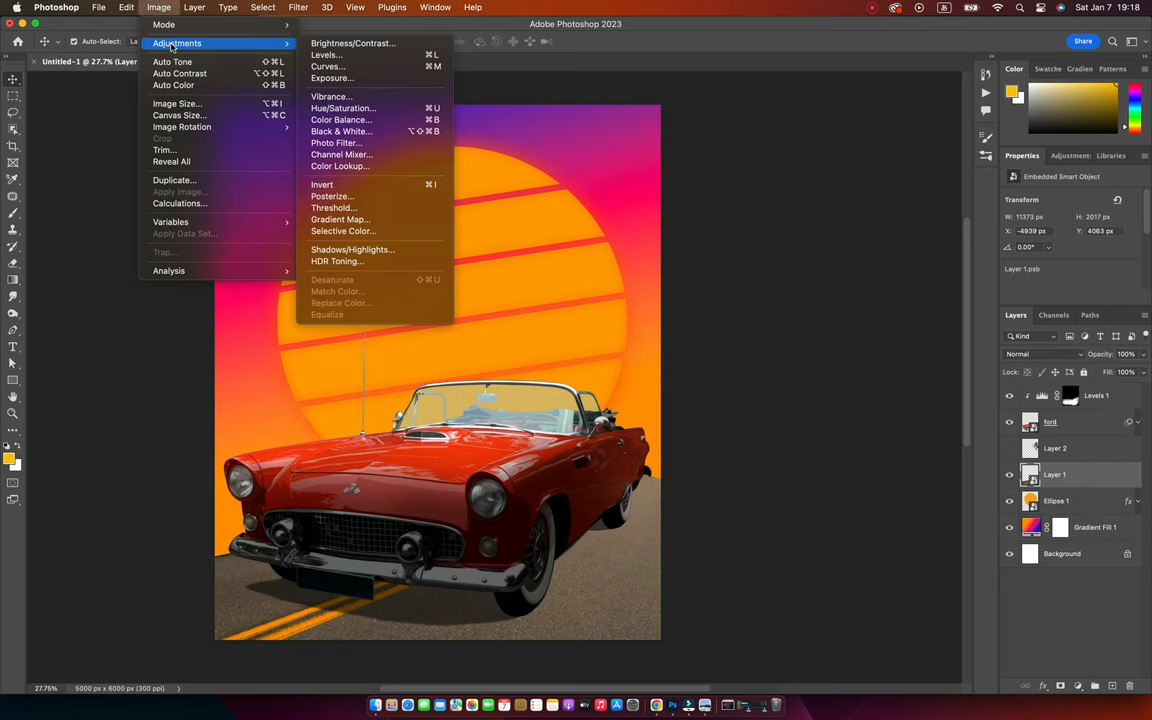 Photoshop File Edit Image Layer Type Select Filter 3D View Plugins Window Help Sat Jan 7 19:18
Adobe Photoshop 2023
Auto-Select: La
Share
Untitled-1 @ 27.7% (Layer
Mode
Adjustments
Auto Tone ⇧⌘L
Auto Contrast ⌥⇧⌘L
Auto Color ⇧⌘B
Image Size... ⌥⌘I
Canvas Size... ⌥⌘C
Image Rotation
Crop
Trim...
Reveal All
Duplicate...
Apply Image...
Calculations...
Variables
Apply Data Set...
Trap...
Analysis
Brightness/Contrast...
Levels... ⌘L
Curves... ⌘M
Exposure...
Vibrance...
Hue/Saturation... ⌘U
Color Balance... ⌘B
Black & White... ⌥⇧⌘B
Photo Filter...
Channel Mixer...
Color Lookup...
Invert ⌘I
Posterize...
Threshold...
Gradient Map...
Selective Color...
Shadows/Highlights...
HDR Toning...
Desaturate ⇧⌘U
Match Color...
Replace Color...
Equalize
Color Swatche Gradien Patterns
Properties Adjustment: Libraries
Embedded Smart Object
Transform
W: 11373 px H: 2017 px
X: -4939 px Y: 4063 px
0.00°
Layer 1.psb
Layers Channels Paths
Kind
Normal Opacity: 100%
Lock: Fill: 100%
Levels 1
ford
Layer 2
Layer 1
Ellipse 1 fx
Gradient Fill 1
Background
27.75% 5000 px x 6000 px (300 ppi)